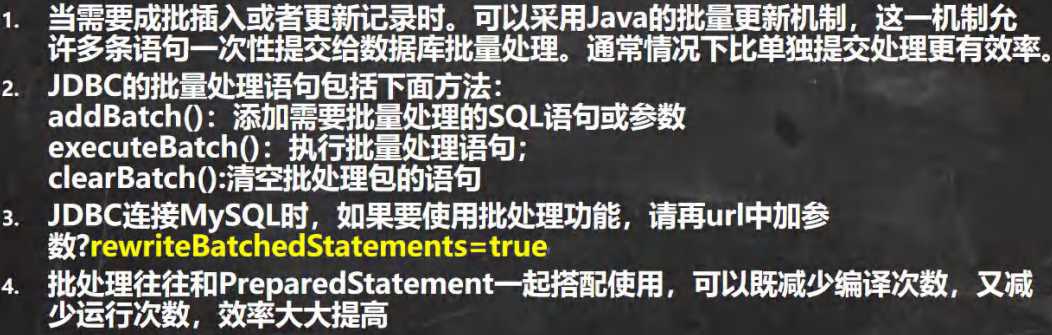 1. 当需要成批插入或者更新记录时。可以采用Java的批量更新机制，这一机制允
许多条语句一次性提交给数据库批量处理。通常情况下比单独提交处理更有效率。
2. JDBC的批量处理语句包括下面方法：
addBatch()：添加需要批量处理的SQL语句或参数
executeBatch()：执行批量处理语句；
clearBatch():清空批处理包的语句
3. JDBC连接MySQL时，如果要使用批处理功能，请再url中加参
数?rewriteBatchedStatements=true
4. 批处理往往和PreparedStatement一起搭配使用，可以既减少编译次数，又减
少运行次数，效率大大提高